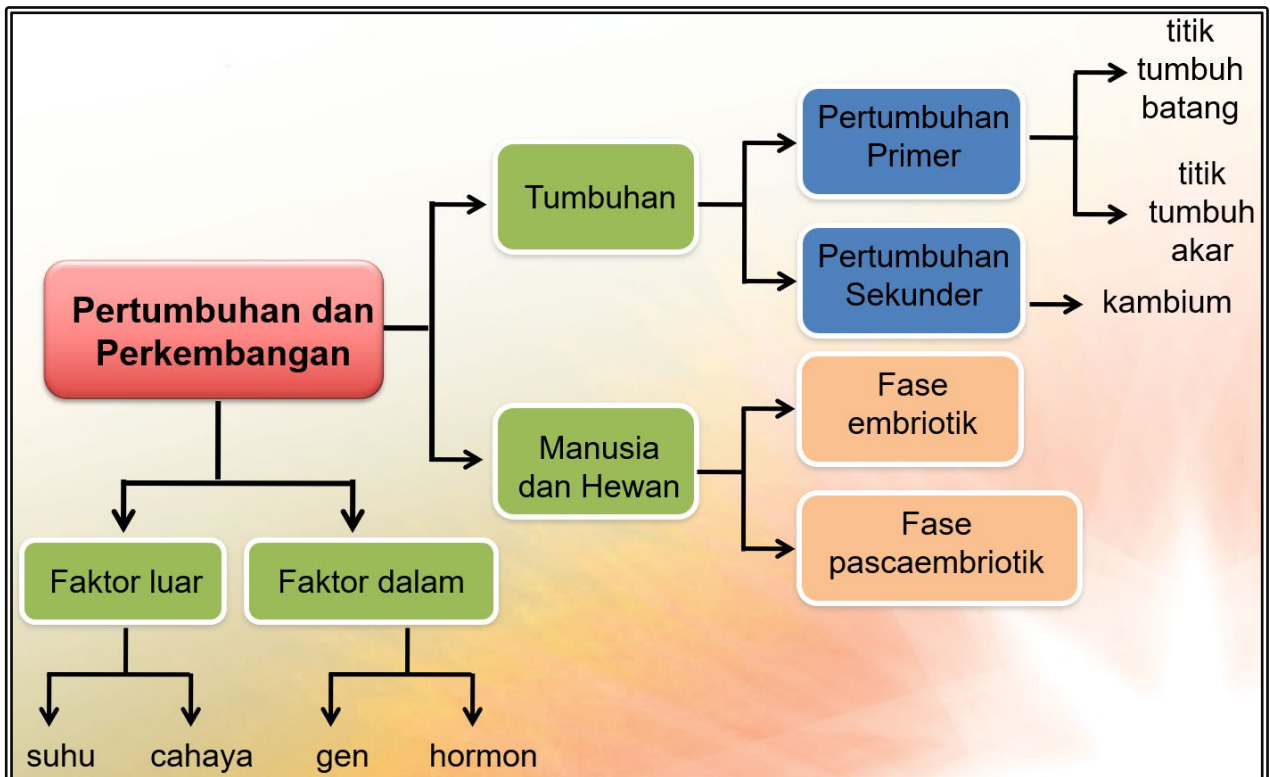 titik
tumbuh
batang
Pertumbuhan
Primer
titik
tumbuh
akar
Tumbuhan
Pertumbuhan
Sekunder
kambium
Pertumbuhan dan
Perkembangan
Fase
embriotik
Manusia
dan Hewan
Fase
pascaembriotik
Faktor luar
Faktor dalam
suhu
cahaya
gen
hormon